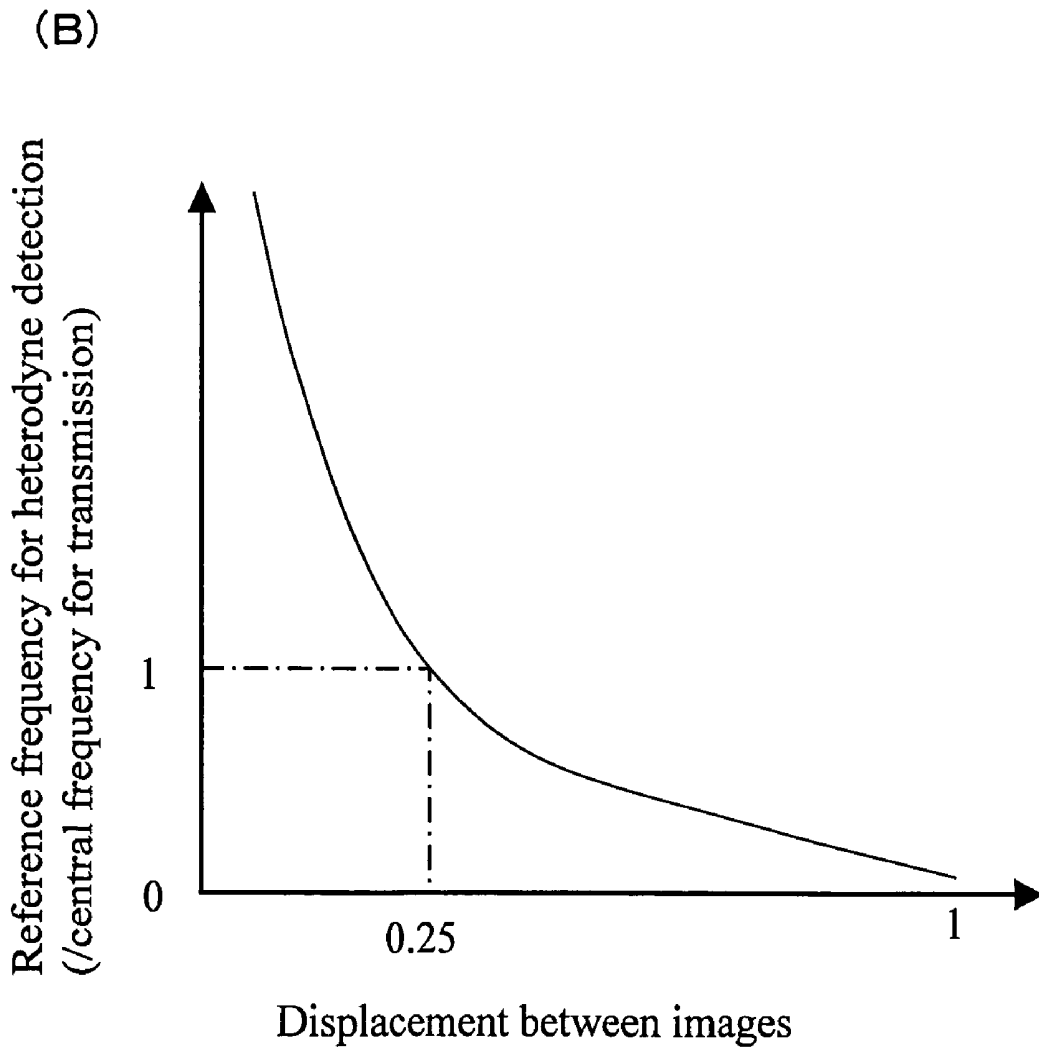 (B)
Reference frequency for heterodyne detection
(/central frequency for transmission)
1
0
0.25
1
Displacement between images